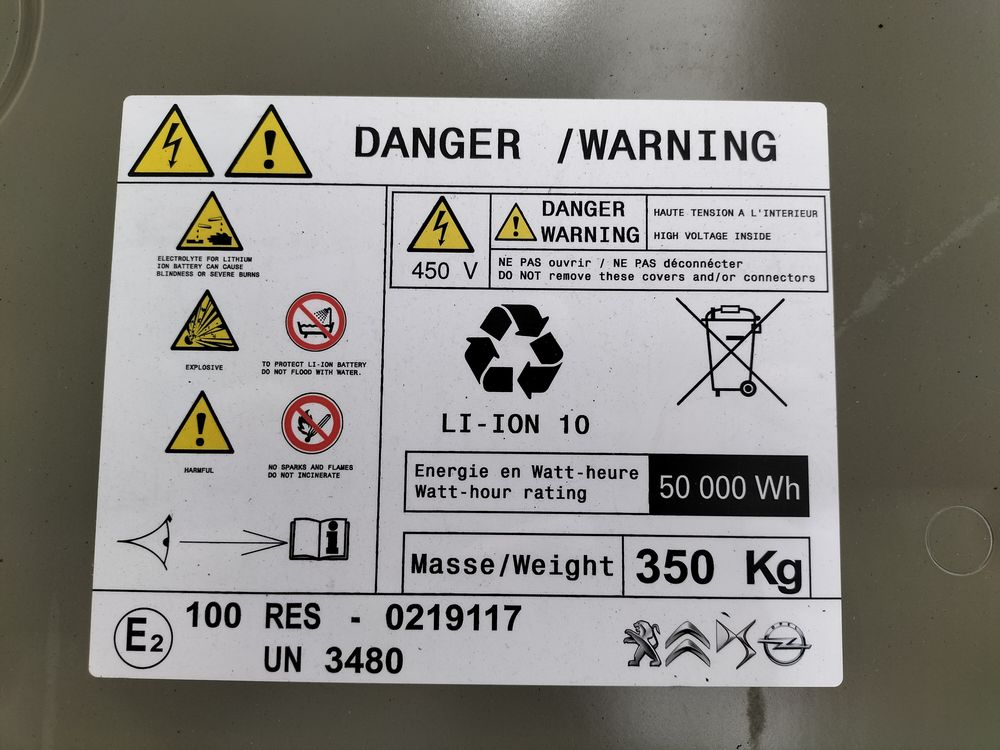 DANGER /WARNING
ELECTROLYTE FOR LITHIUM
ION BATTERY CAN CAUSE
BLINDNESS OR SEVERE BURNS
EXPLOSIVE
TO PROTECT LI-ION BATTERY
DO NOT FLOOD WITH WATER.
HARMFUL
NO SPARKS AND FLAMES
DO NOT INCINERATE
450 V
DANGER
WARNING
HAUTE TENSION A L'INTERIEUR
HIGH VOLTAGE INSIDE
NE PAS ouvrir / NE PAS déconnécter
DO NOT remove these covers and/or connectors
LI-ION 10
Energie en Watt-heure
Watt-hour rating
50 000 Wh
Masse/Weight
350 Kg
E2
100 RES - 0219117
UN 3480